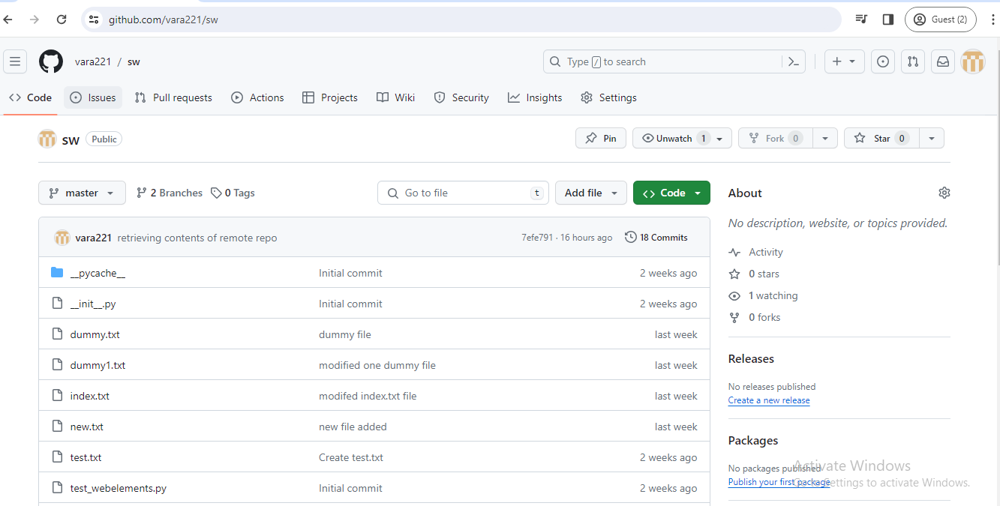 github.com/vara221/sw
Guest (2)
vara221 / sw
Type / to search
Code Issues Pull requests Actions Projects Wiki Security Insights Settings
sw Public
Pin Unwatch 1 Fork 0 Star 0
master 2 Branches 0 Tags Go to file t Add file Code
About
No description, website, or topics provided.
vara221 retrieving contents of remote repo 7efe791 · 16 hours ago 18 Commits
__pycache__ Initial commit 2 weeks ago
__init__.py Initial commit 2 weeks ago
dummy.txt dummy file last week
dummy1.txt modified one dummy file last week
index.txt modifed index.txt file last week
new.txt new file added last week
test.txt Create test.txt 2 weeks ago
test_webelements.py Initial commit 2 weeks ago
Activity
0 stars
1 watching
0 forks
Releases
No releases published
Create a new release
Packages
No packages published
Publish your first package
Activate Windows
Go to Settings to activate Windows.